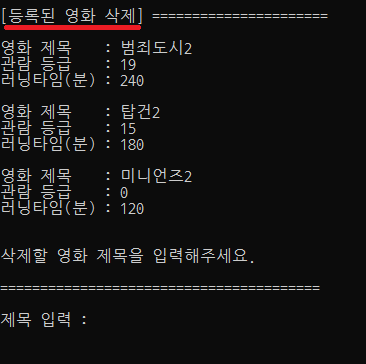 [등록된 영화 삭제] ======================
영화 제목    : 범죄도시2
관람 등급    : 19
러닝타임(분) : 240
영화 제목    : 탑건2
관람 등급    : 15
러닝타임(분) : 180
영화 제목    : 미니언즈2
관람 등급    : 0
러닝타임(분) : 120
삭제할 영화 제목을 입력해주세요.
========================================
제목 입력 :